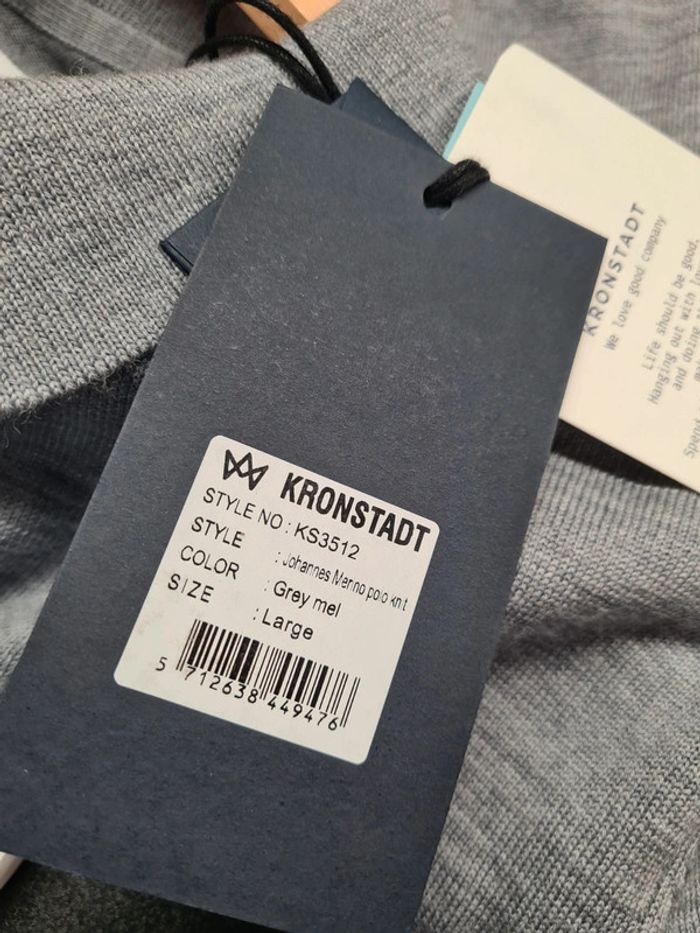 KRONSTADT
STYLE NO : KS3512
STYLE : Johannes Merino polo knit
COLOR : Grey mel
SIZE : Large
5 712638 449476
KRONSTADT
We love good company
Life should be good
Hanging out with
and doing
Spend